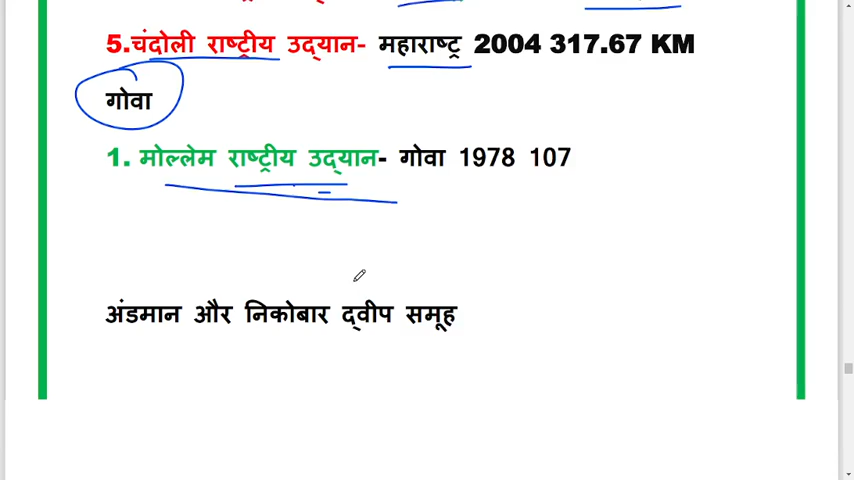 5.चंदोली राष्ट्रीय उद्यान- महाराष्ट्र 2004 317.67 KM
गोवा
1. मोल्लेम राष्ट्रीय उद्यान- गोवा 1978 107
अंडमान और निकोबार द्वीप समूह